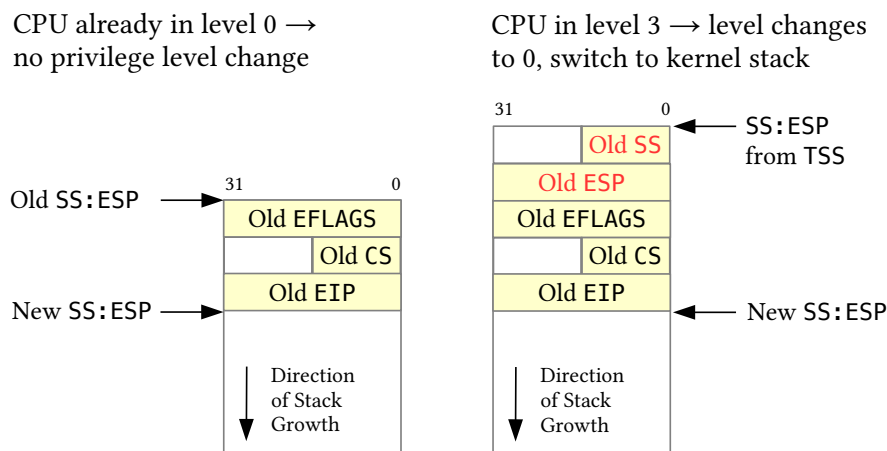 CPU already in level 0 →
no privilege level change
Old SS:ESP
31 0
Old EFLAGS
Old CS
Old EIP
New SS:ESP
Direction
of Stack
Growth
CPU in level 3 → level changes
to 0, switch to kernel stack
31 0
Old SS
SS:ESP
from TSS
Old ESP
Old EFLAGS
Old CS
Old EIP
New SS:ESP
Direction
of Stack
Growth